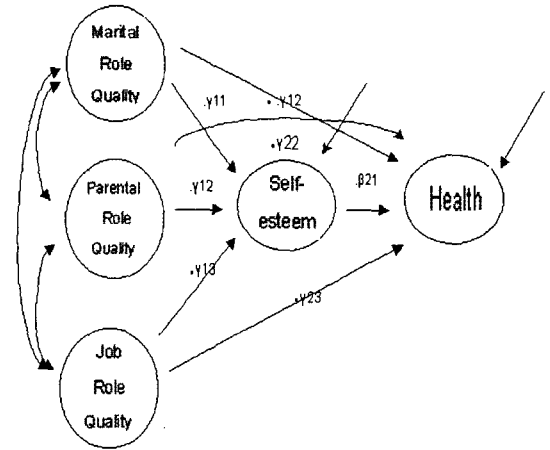 Marital
Role
Quality
.γ11
.γ12
.γ22
Parental
Role
Quality
.γ12
Self-
esteem
.β21
Health
.γ13
.γ23
Job
Role
Quality